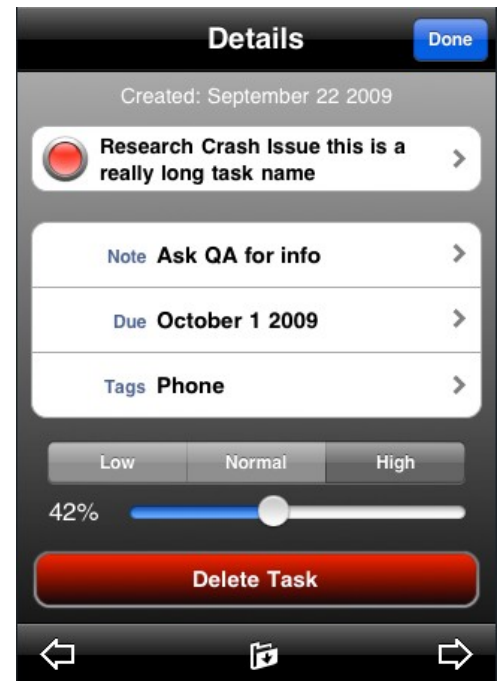 Details
Done
Created: September 22 2009
Research Crash Issue this is a
really long task name
Note Ask QA for info
Due October 1 2009
Tags Phone
Low Normal High
42%
Delete Task